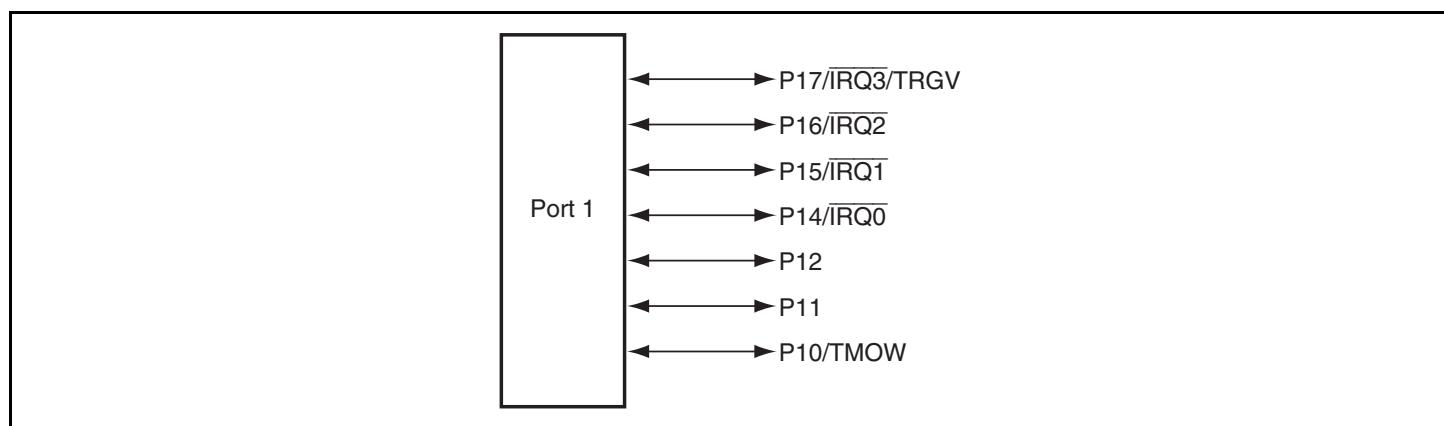 P17/IRQ3/TRGV
P16/IRQ2
P15/IRQ1
Port 1
P14/IRQ0
P12
P11
P10/TMOW